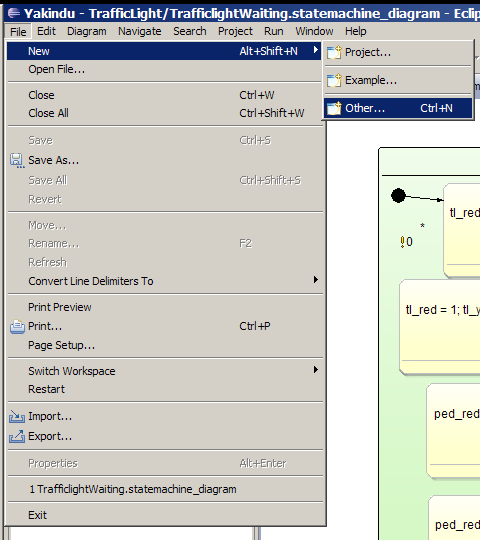 Yakindu - TrafficLight/TrafficlightWaiting.statemachine_diagram - Eclip
File Edit Diagram Navigate Search Project Run Window Help
New Alt+Shift+N
Project...
Open File...
Example...
Close Ctrl+W
Other... Ctrl+N
Close All Ctrl+Shift+W
Save Ctrl+S
Save As...
Save All Ctrl+Shift+S
Revert
tl_red
Move...
*
Rename... F2
!0
Refresh
Convert Line Delimiters To
Print Preview
tl_red = 1; tl_y
Print... Ctrl+P
Page Setup...
Switch Workspace
Restart
Import...
ped_red
Export...
Properties Alt+Enter
1 TrafficlightWaiting.statemachine_diagram
Exit
ped_red